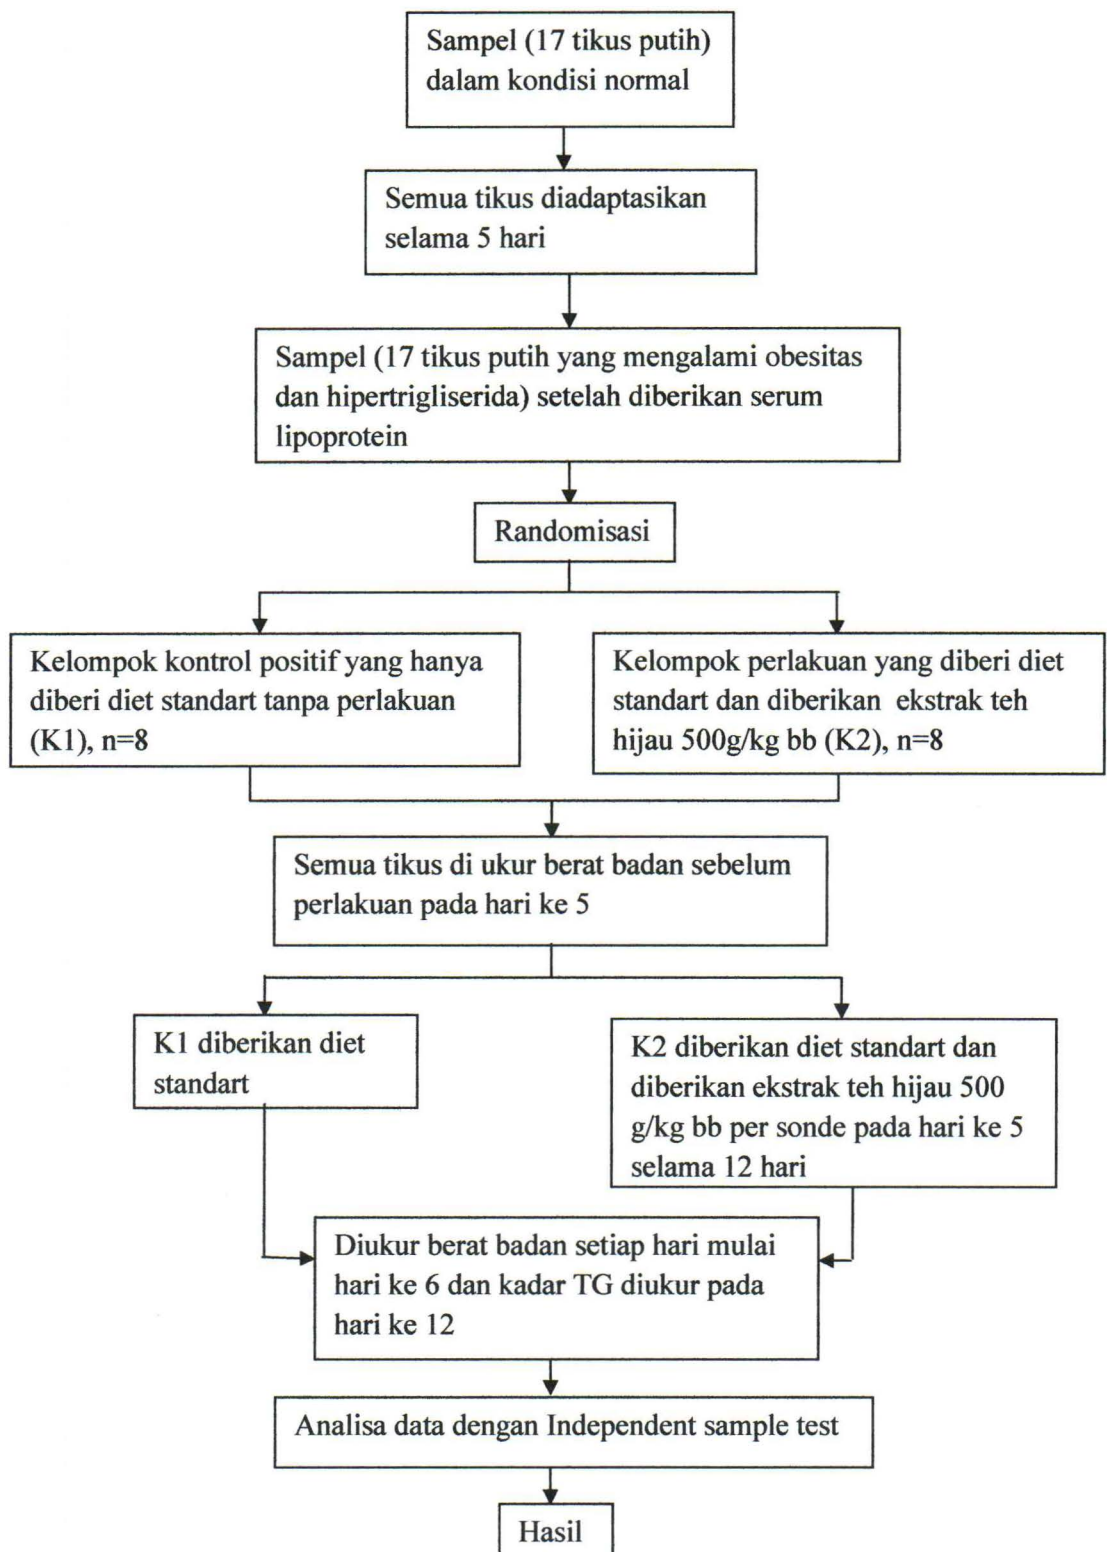 Sampel (17 tikus putih)
dalam kondisi normal
Semua tikus diadaptasikan
selama 5 hari
Sampel (17 tikus putih yang mengalami obesitas
dan hipertrigliserida) setelah diberikan serum
lipoprotein
Randomisasi
Kelompok kontrol positif yang hanya
diberi diet standart tanpa perlakuan
(K1), n=8
Kelompok perlakuan yang diberi diet
standart dan diberikan ekstrak teh
hijau 500g/kg bb (K2), n=8
Semua tikus di ukur berat badan sebelum
perlakuan pada hari ke 5
K1 diberikan diet
standart
K2 diberikan diet standart dan
diberikan ekstrak teh hijau 500
g/kg bb per sonde pada hari ke 5
selama 12 hari
Diukur berat badan setiap hari mulai
hari ke 6 dan kadar TG diukur pada
hari ke 12
Analisa data dengan Independent sample test
Hasil